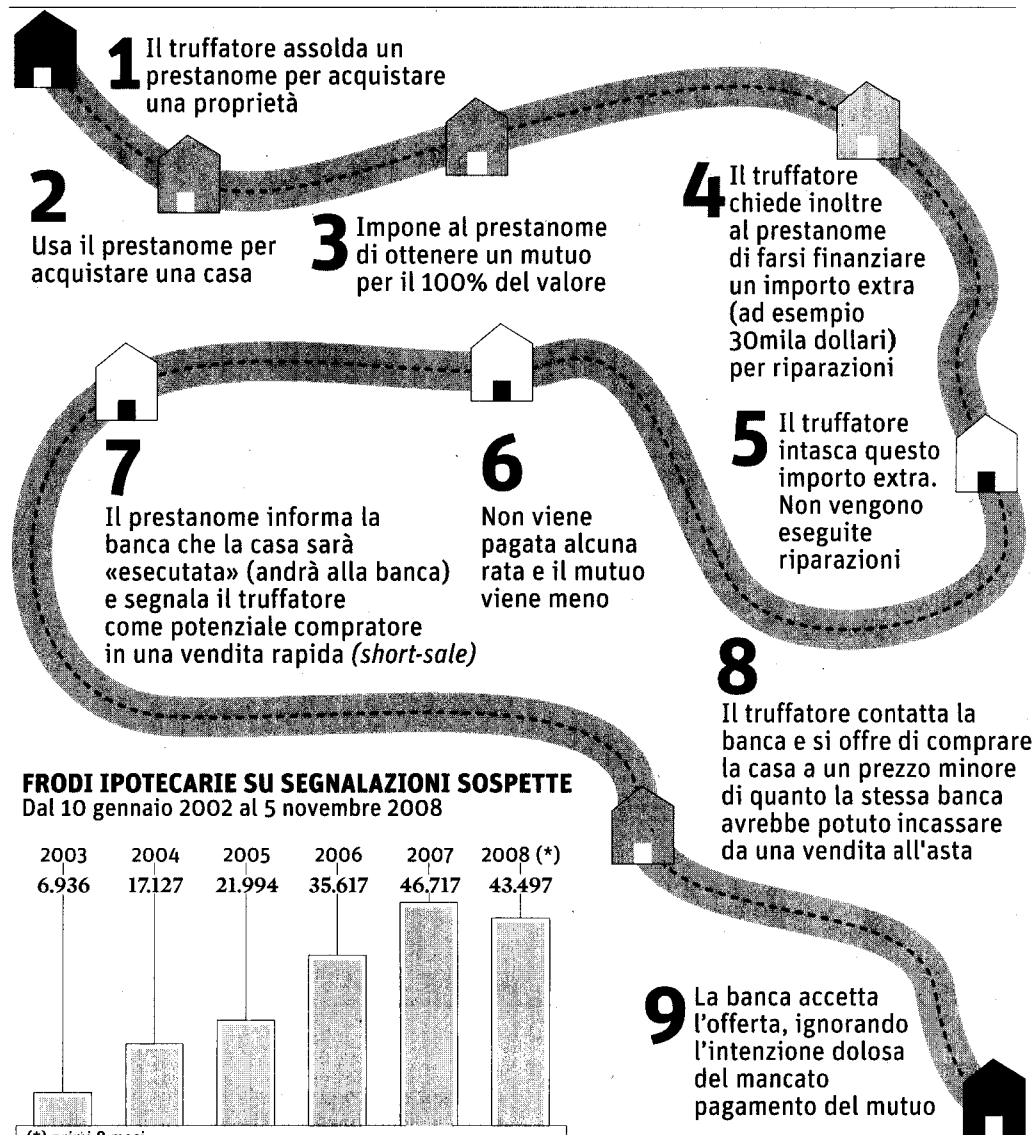 1 Il truffatore assolda un
prestanome per acquistare
una proprietà
2
Usa il prestanome per
acquistare una casa
3 Impone al prestanome
di ottenere un mutuo
per il 100% del valore
4 Il truffatore
chiede inoltre
al prestanome
di farsi finanziare
un importo extra
(ad esempio
30mila dollari)
per riparazioni
5 Il truffatore
intasca questo
importo extra.
Non vengono
eseguite
riparazioni
6
Non viene
pagata alcuna
rata e il mutuo
viene meno
7
Il prestanome informa la
banca che la casa sarà
«esecutata» (andrà alla banca)
e segnala il truffatore
come potenziale compratore
in una vendita rapida (short-sale)
8
Il truffatore contatta la
banca e si offre di comprare
la casa a un prezzo minore
di quanto la stessa banca
avrebbe potuto incassare
da una vendita all'asta
9 La banca accetta
l'offerta, ignorando
l'intenzione dolosa
del mancato
pagamento del mutuo
FRODI IPOTECARIE SU SEGNALAZIONI SOSPETTE
Dal 10 gennaio 2002 al 5 novembre 2008
2003 2004 2005 2006 2007 2008 (*)
6.936 17.127 21.994 35.617 46.717 43.497